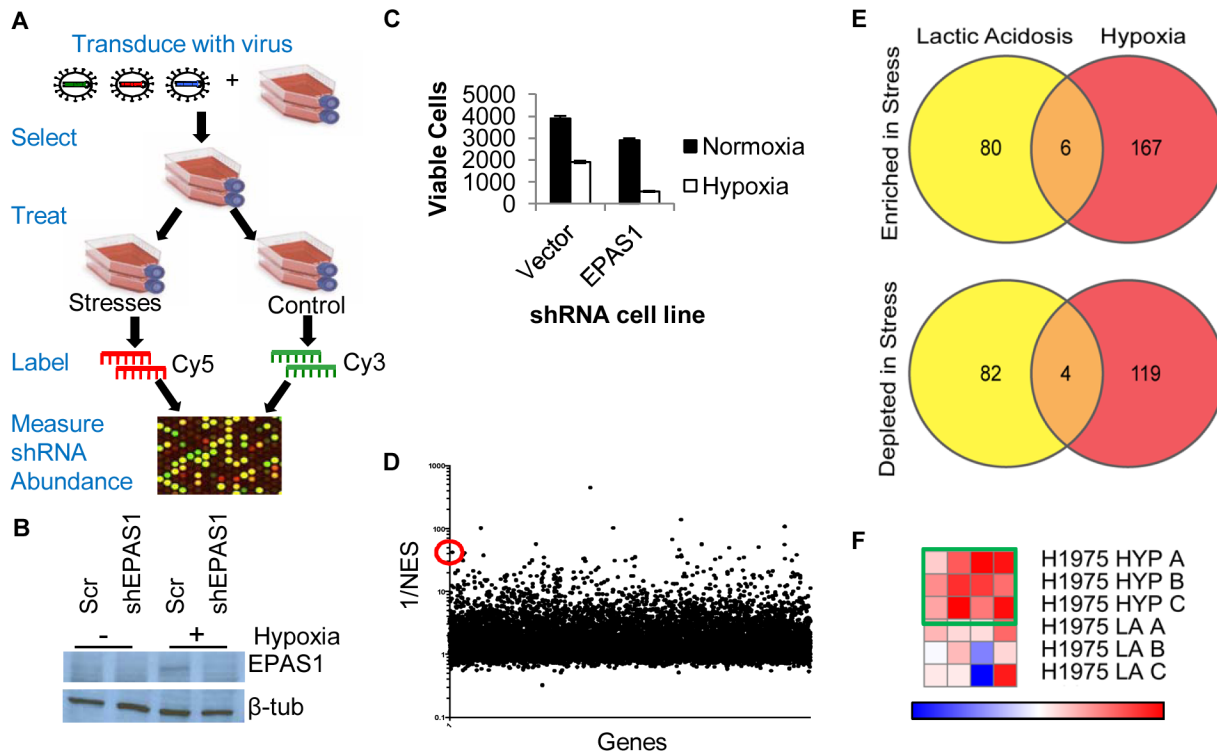 A
Transduce with virus
+
Select
Treat
Stresses
Control
Label
Cy5
Cy3
Measure
shRNA
Abundance
B
Scr
shEPAS1
Scr
shEPAS1
-
+
Hypoxia
EPAS1
β-tub
C
Viable Cells
5000
4000
3000
2000
1000
0
Normoxia
Hypoxia
Vector
EPAS1
shRNA cell line
D
1/NES
1000
100
10
1
0.1
Genes
E
Lactic Acidosis
Hypoxia
Enriched in Stress
80
6
167
Depleted in Stress
82
4
119
F
H1975 HYP A
H1975 HYP B
H1975 HYP C
H1975 LA A
H1975 LA B
H1975 LA C